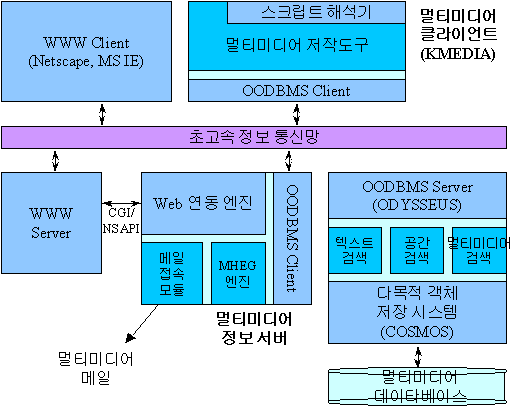 WWW Client
(Netscape, MS IE)
스크립트 해석기
멀티미디어 저작도구
OODBMS Client
멀티미디어
클라이언트
(KMEDIA)
초고속 정보 통신망
WWW
Server
CGI/
NSAPI
Web 연동 엔진
메일
접속
모듈
MHEG
엔진
OODBMS Client
멀티미디어
정보 서버
멀티미디어
메일
OODBMS Server
(ODYSSEUS)
텍스트
검색
공간
검색
멀티미디어
검색
다목적 객체
저장 시스템
(COSMOS)
멀티미디어
데이타베이스